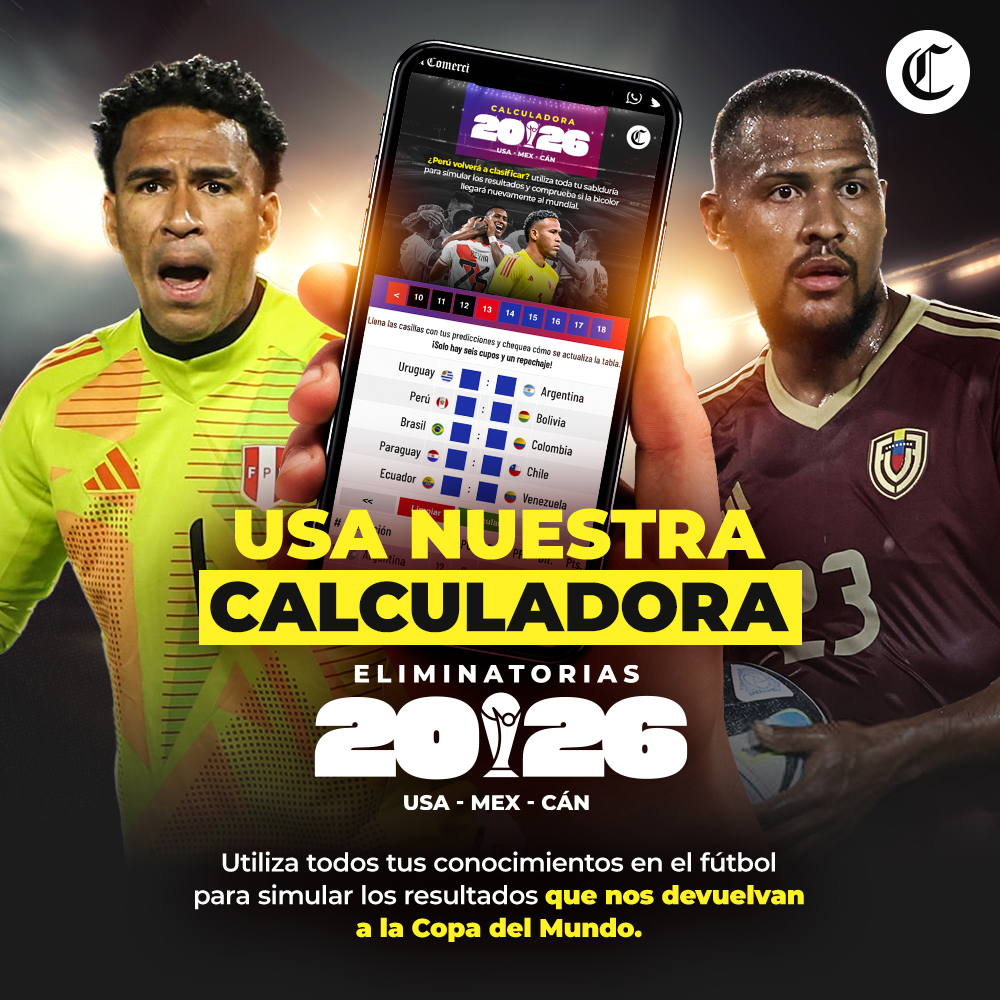 Comerci
CALCULADORA
2026
USA - MEX - CÁN
¿Perú volverá a clasificar? utiliza toda tu sabiduría
para simular los resultados y comprueba si la bicolor
llegará nuevamente al mundial.
< 10 11 12 13 14 15 16 17 18
Llena las casillas con tus predicciones y chequea cómo se actualiza la tabla.
¡Solo hay seis cupos y un repechaje!
Uruguay : Argentina
Perú : Bolivia
Brasil : Colombia
Paraguay : Chile
Ecuador : Venezuela
<<
Limpiar
C
FP
23
USA NUESTRA
CALCULADORA
ELIMINATORIAS
2026
USA - MEX - CÁN
Utiliza todos tus conocimientos en el fútbol
para simular los resultados que nos devuelvan
a la Copa del Mundo.